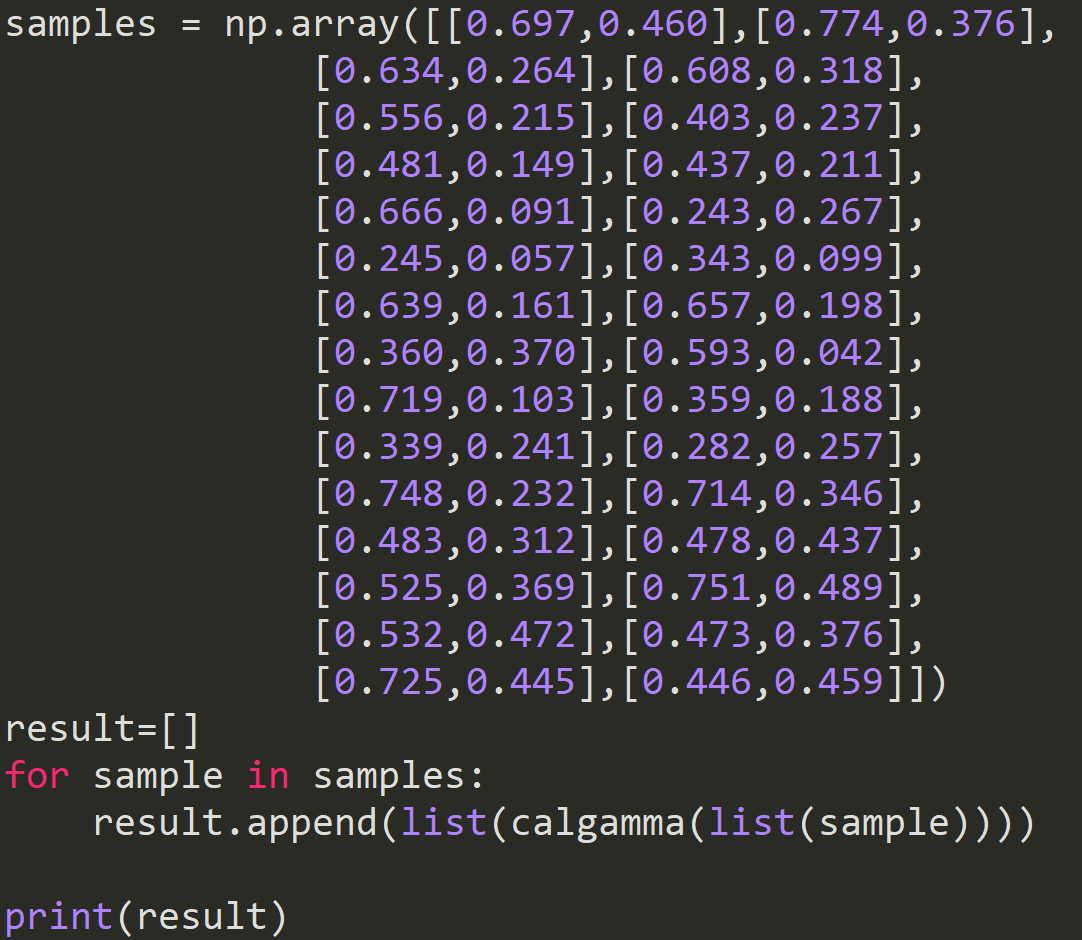 samples = np.array([[0.697,0.460],[0.774,0.376],
[0.634,0.264],[0.608,0.318],
[0.556,0.215],[0.403,0.237],
[0.481,0.149],[0.437,0.211],
[0.666,0.091],[0.243,0.267],
[0.245,0.057],[0.343,0.099],
[0.639,0.161],[0.657,0.198],
[0.360,0.370],[0.593,0.042],
[0.719,0.103],[0.359,0.188],
[0.339,0.241],[0.282,0.257],
[0.748,0.232],[0.714,0.346],
[0.483,0.312],[0.478,0.437],
[0.525,0.369],[0.751,0.489],
[0.532,0.472],[0.473,0.376],
[0.725,0.445],[0.446,0.459]])
result=[]
for sample in samples:
    result.append(list(calgamma(list(sample))))
print(result)